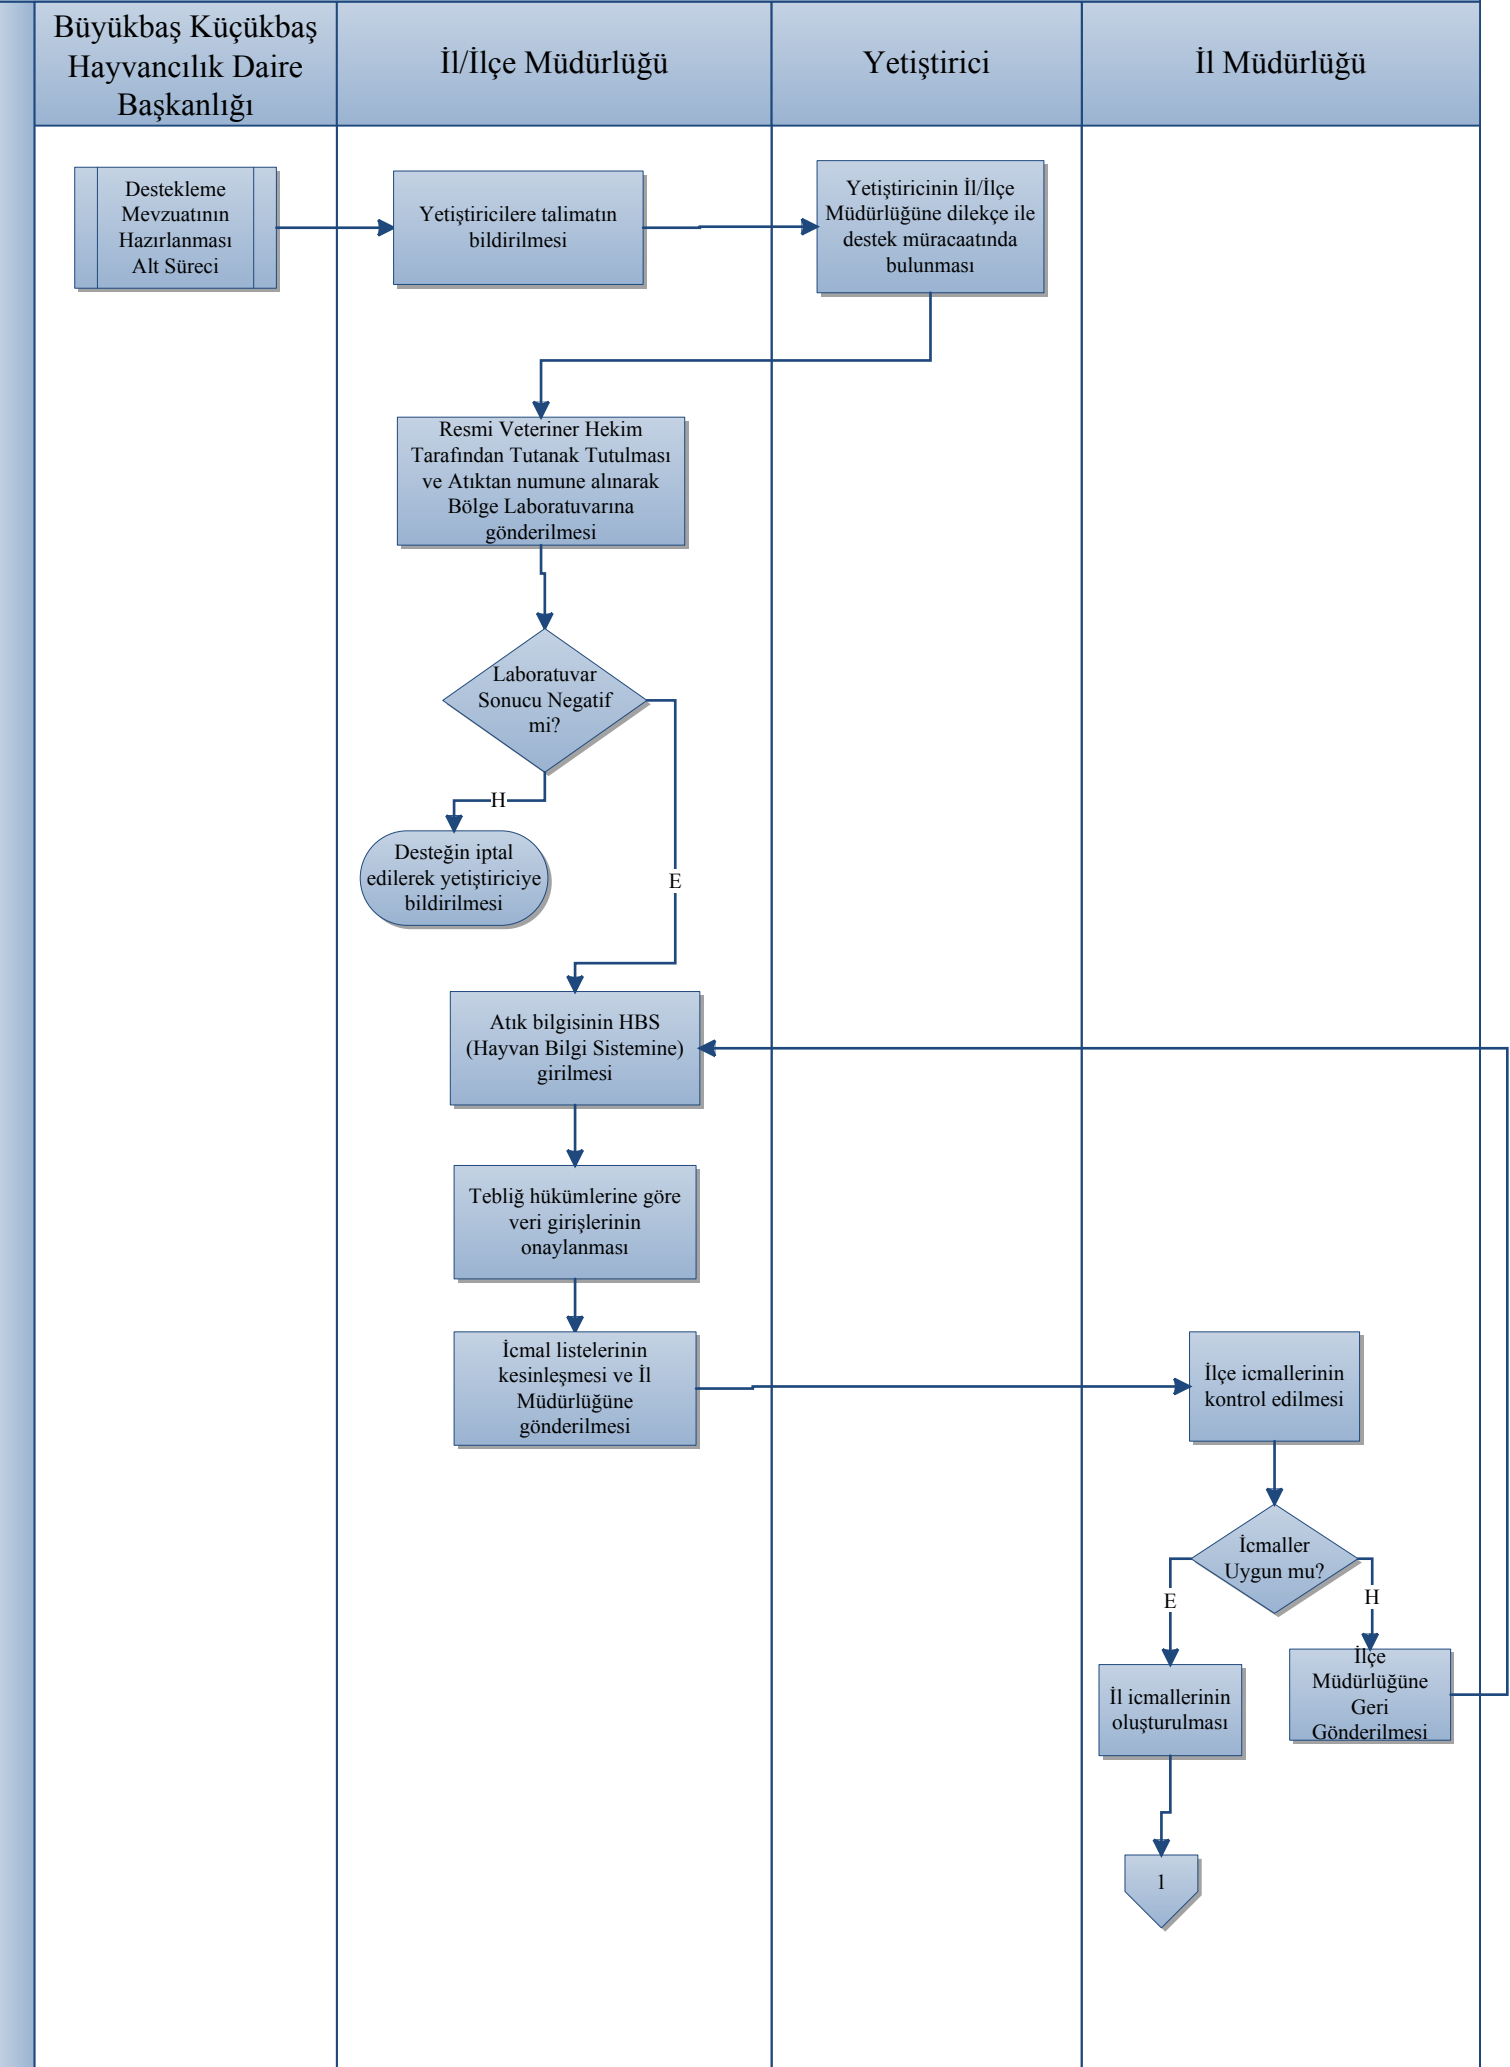 Büyükbaş Küçükbaş
Hayvancılık Daire
Başkanlığı
İl/İlçe Müdürlüğü
Yetiştirici
İl Müdürlüğü
Destekleme
Mevzuatının
Hazırlanması
Alt Süreci
Yetiştiricilere talimatın
bildirilmesi
Yetiştiricinin İl/İlçe
Müdürlüğüne dilekçe ile
destek müracaatında
bulunması
Resmi Veteriner Hekim
Tarafından Tutanak Tutulması
ve Atıktan numune alınarak
Bölge Laboratuvarına
gönderilmesi
Laboratuvar
Sonucu Negatif
mi?
H
E
Desteğin iptal
edilerek yetiştiriciye
bildirilmesi
Atık bilgisinin HBS
(Hayvan Bilgi Sistemine)
girilmesi
Tebliğ hükümlerine göre
veri girişlerinin
onaylanması
İcmal listelerinin
kesinleşmesi ve İl
Müdürlüğüne
gönderilmesi
İlçe icmallerinin
kontrol edilmesi
İcmaller
Uygun mu?
E
H
İl icmallerinin
oluşturulması
İlçe
Müdürlüğüne
Geri
Gönderilmesi
1